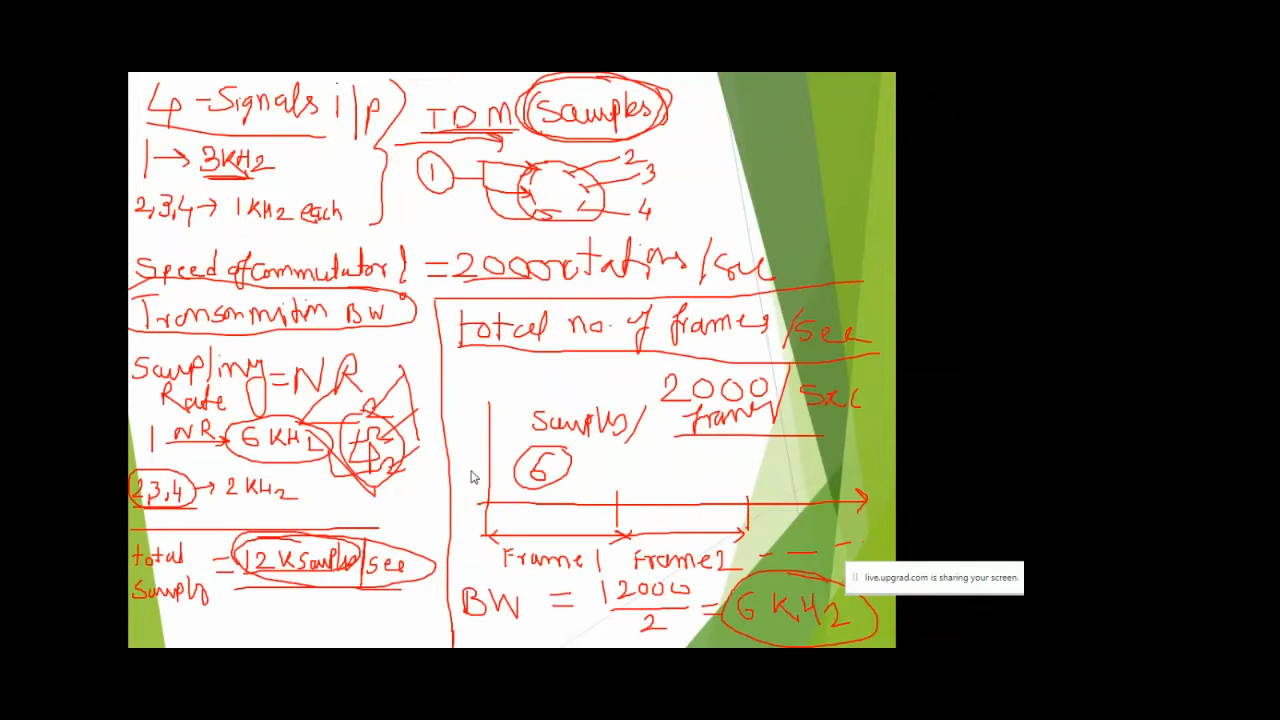 4 - Signals i/p
1 → 3KHz
2,3,4 → 1KHz each
TDM samples
1
2
3
4
Speed of commutator ? = 2000 rotations / sec
Transmission BW
Sampling Rate = NR
1 NR→ 6 KHz
2,3,4 → 2 KHz
total samples = 12 K samples / sec
total no. of frames / sec
2000 frames / sec
samples /
6
Frame 1 Frame 2 - - -
BW = 12000 / 2 = 6 KHz
live.upgrad.com is sharing your screen.